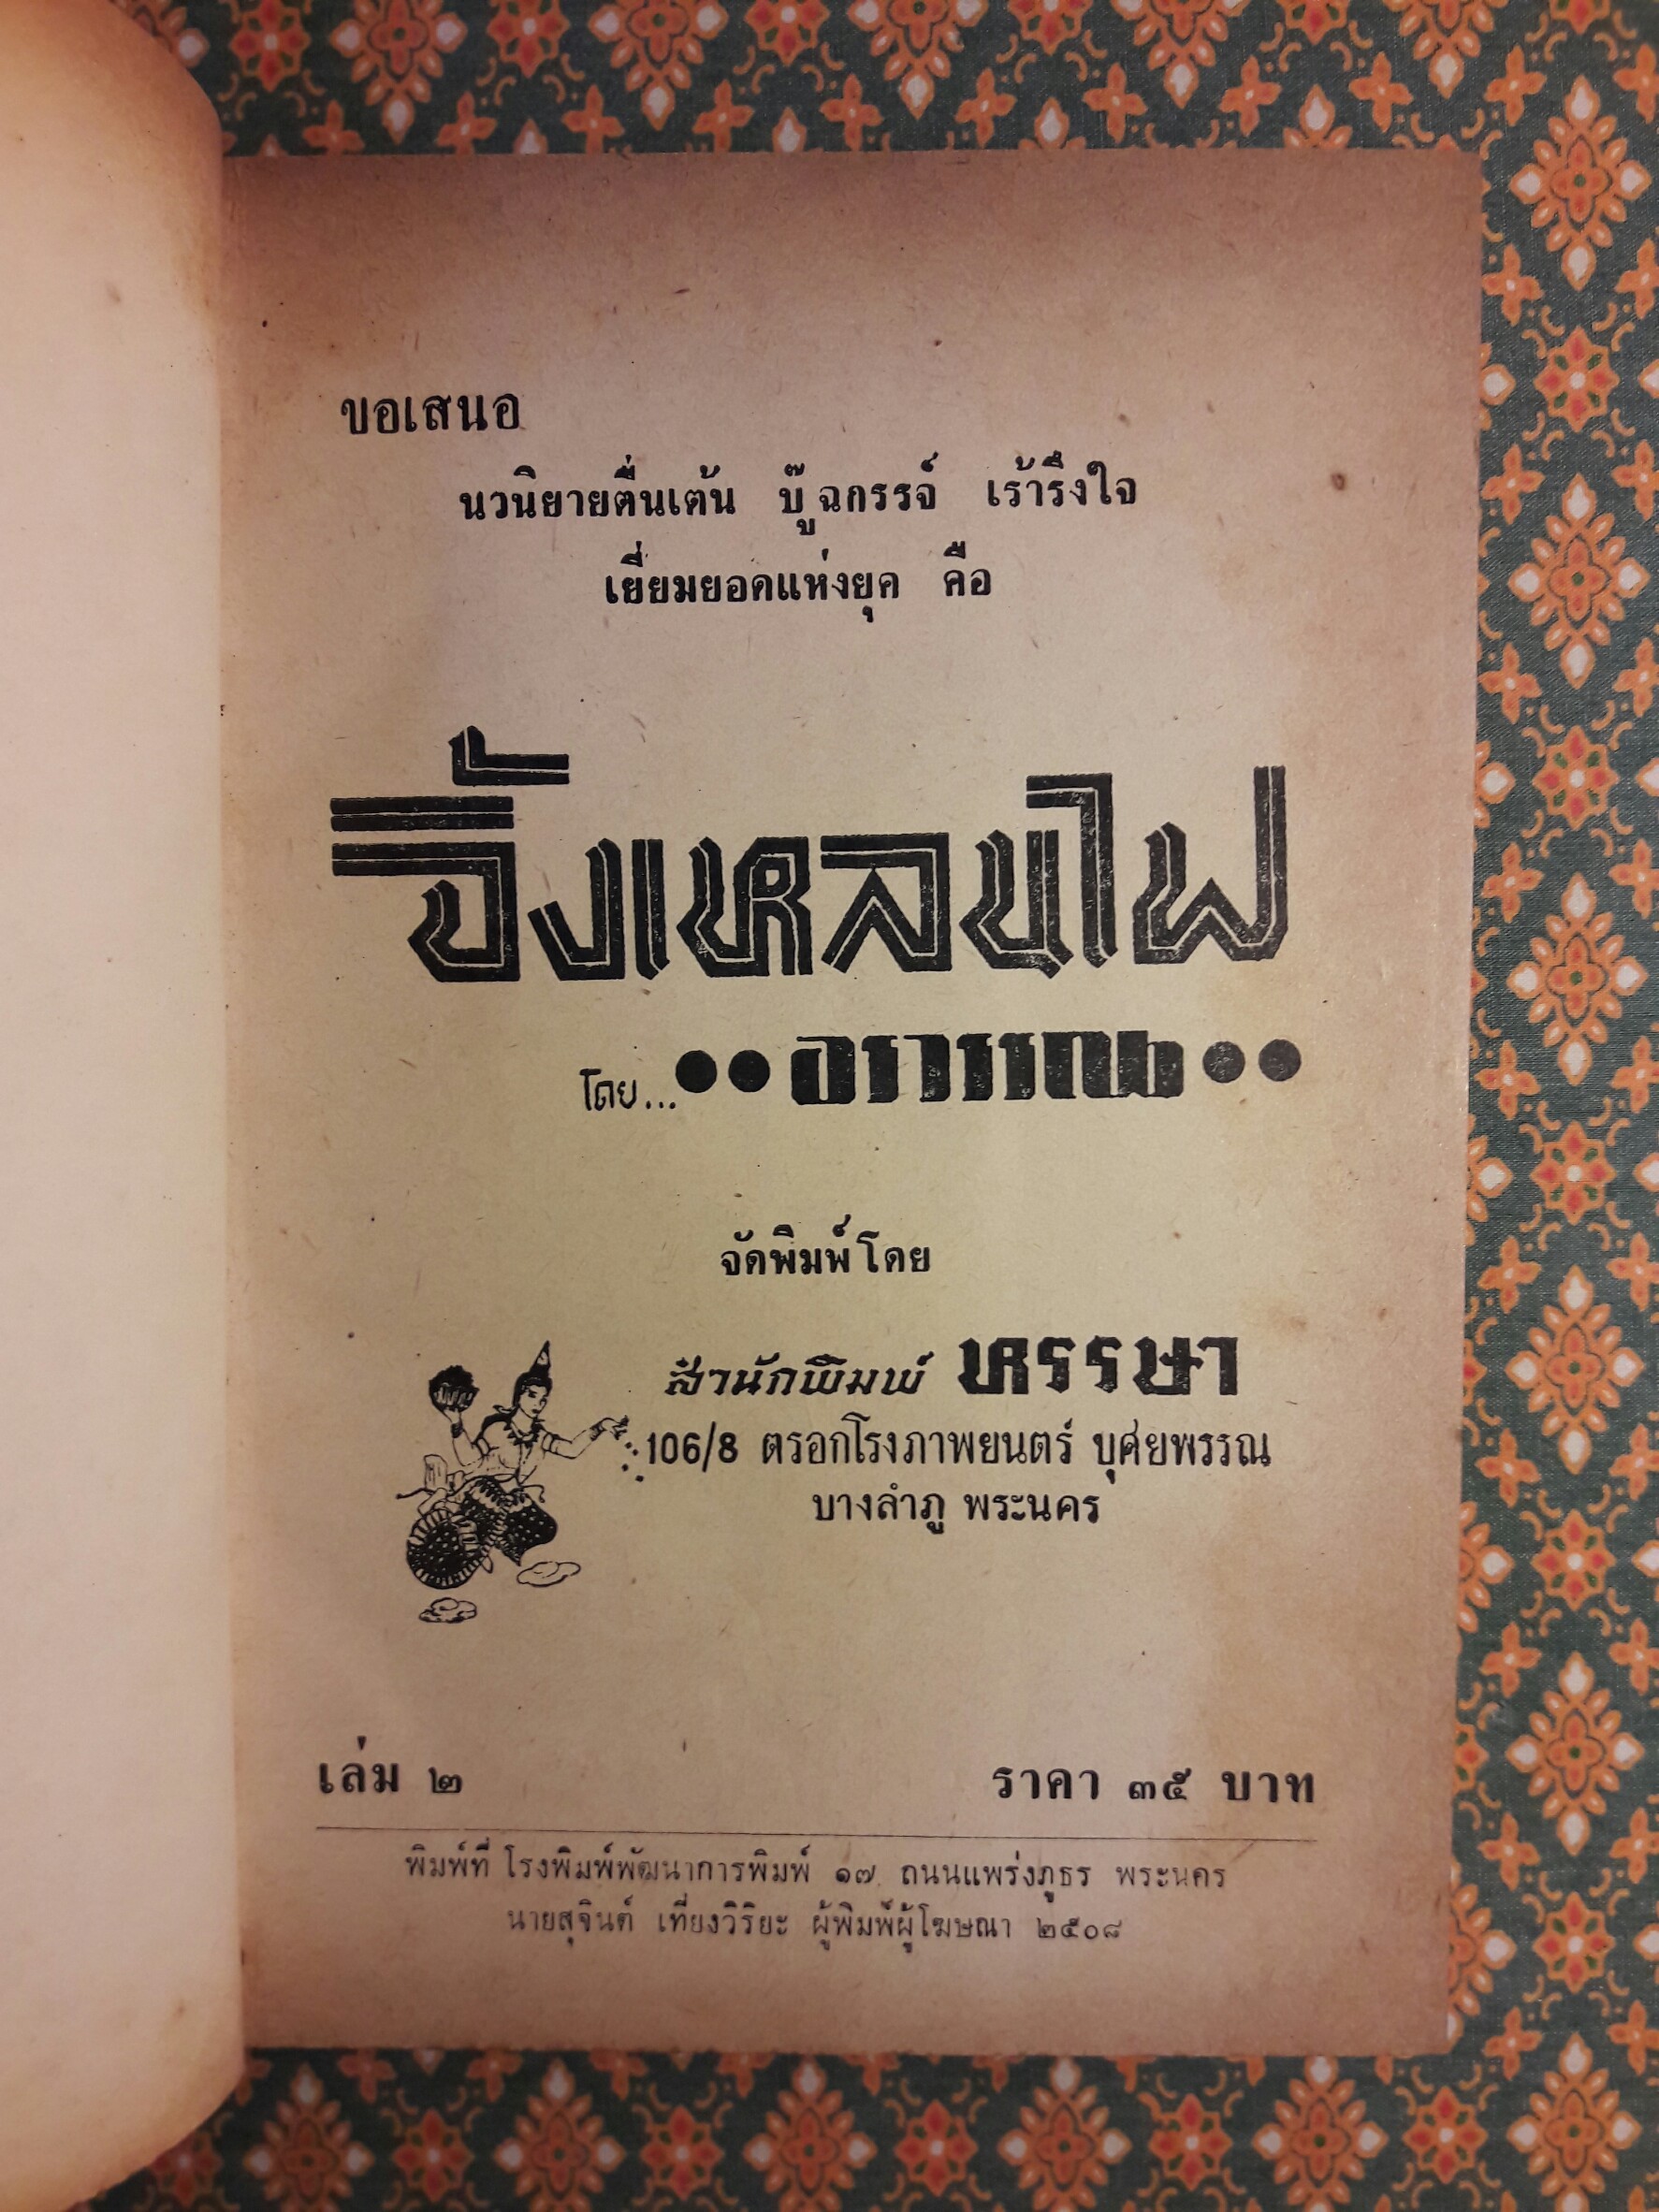 ขอเสนอ
นวนิยายตื่นเต้น บู๊ ฉกรรจ์ เร้ารึงใจ
เยี่ยมยอดแห่งยุค คือ
จิ้งเหลนไฟ
โดย... ●● อรวรรณ ●●
จัดพิมพ์โดย
สำนักพิมพ์ หรรษา
106/8 ตรอกโรงภาพยนตร์ บุศยพรรณ
บางลำภู พระนคร
เล่ม ๒ ราคา ๓๕ บาท
พิมพ์ที่ โรงพิมพ์พัฒนาการพิมพ์ ๑๗ ถนนแพร่งภูธร พระนคร
นายสุจินต์ เที่ยงวิริยะ ผู้พิมพ์ผู้โฆษณา ๒๕๐๘